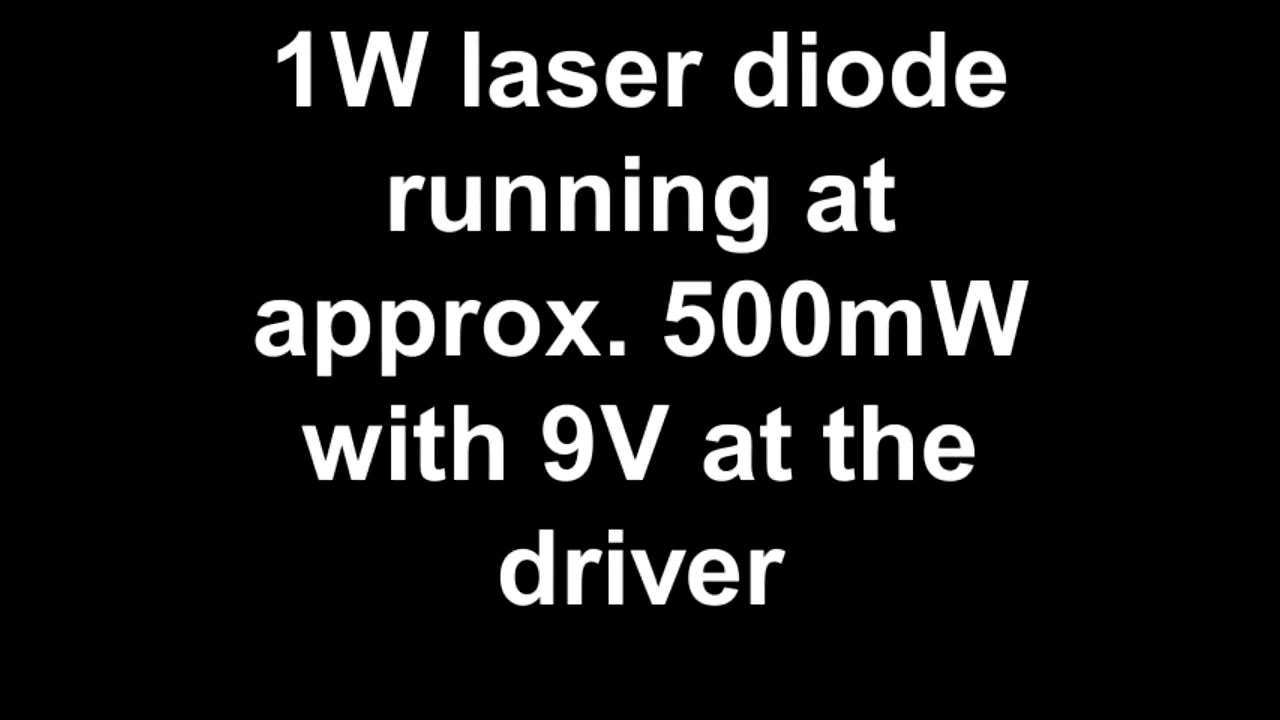 1W laser diode
running at
approx. 500mW
with 9V at the
driver